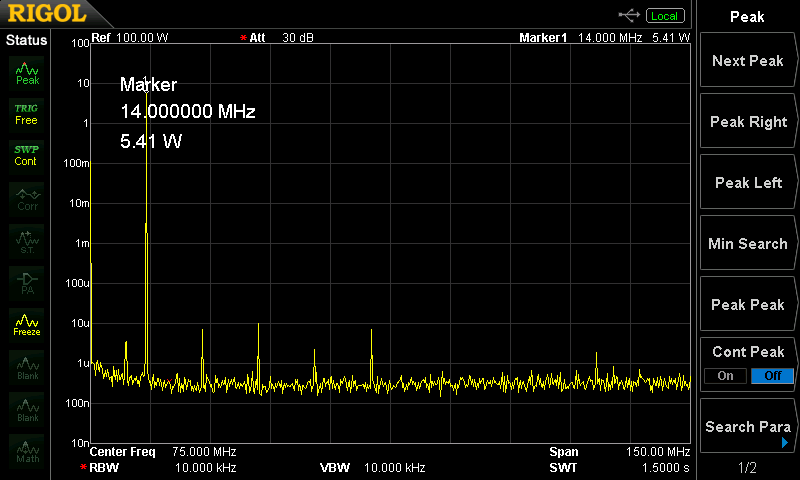 RIGOL
Local
Peak
Status
Ref 100.00 W
* Att 30 dB
Marker1 14.000 MHz 5.41 W
Peak
TRIG
Free
SWP
Cont
Corr
S.T.
PA
Freeze
Blank
Blank
Math
100
10
1
100m
10m
1m
100u
10u
1u
100n
10n
1
Marker
14.000000 MHz
5.41 W
Center Freq 75.000 MHz
Span 150.00 MHz
* RBW 10.000 kHz
VBW 10.000 kHz
SWT 1.5000 s
Next Peak
Peak Right
Peak Left
Min Search
Peak Peak
Cont Peak
On Off
Search Para
1/2